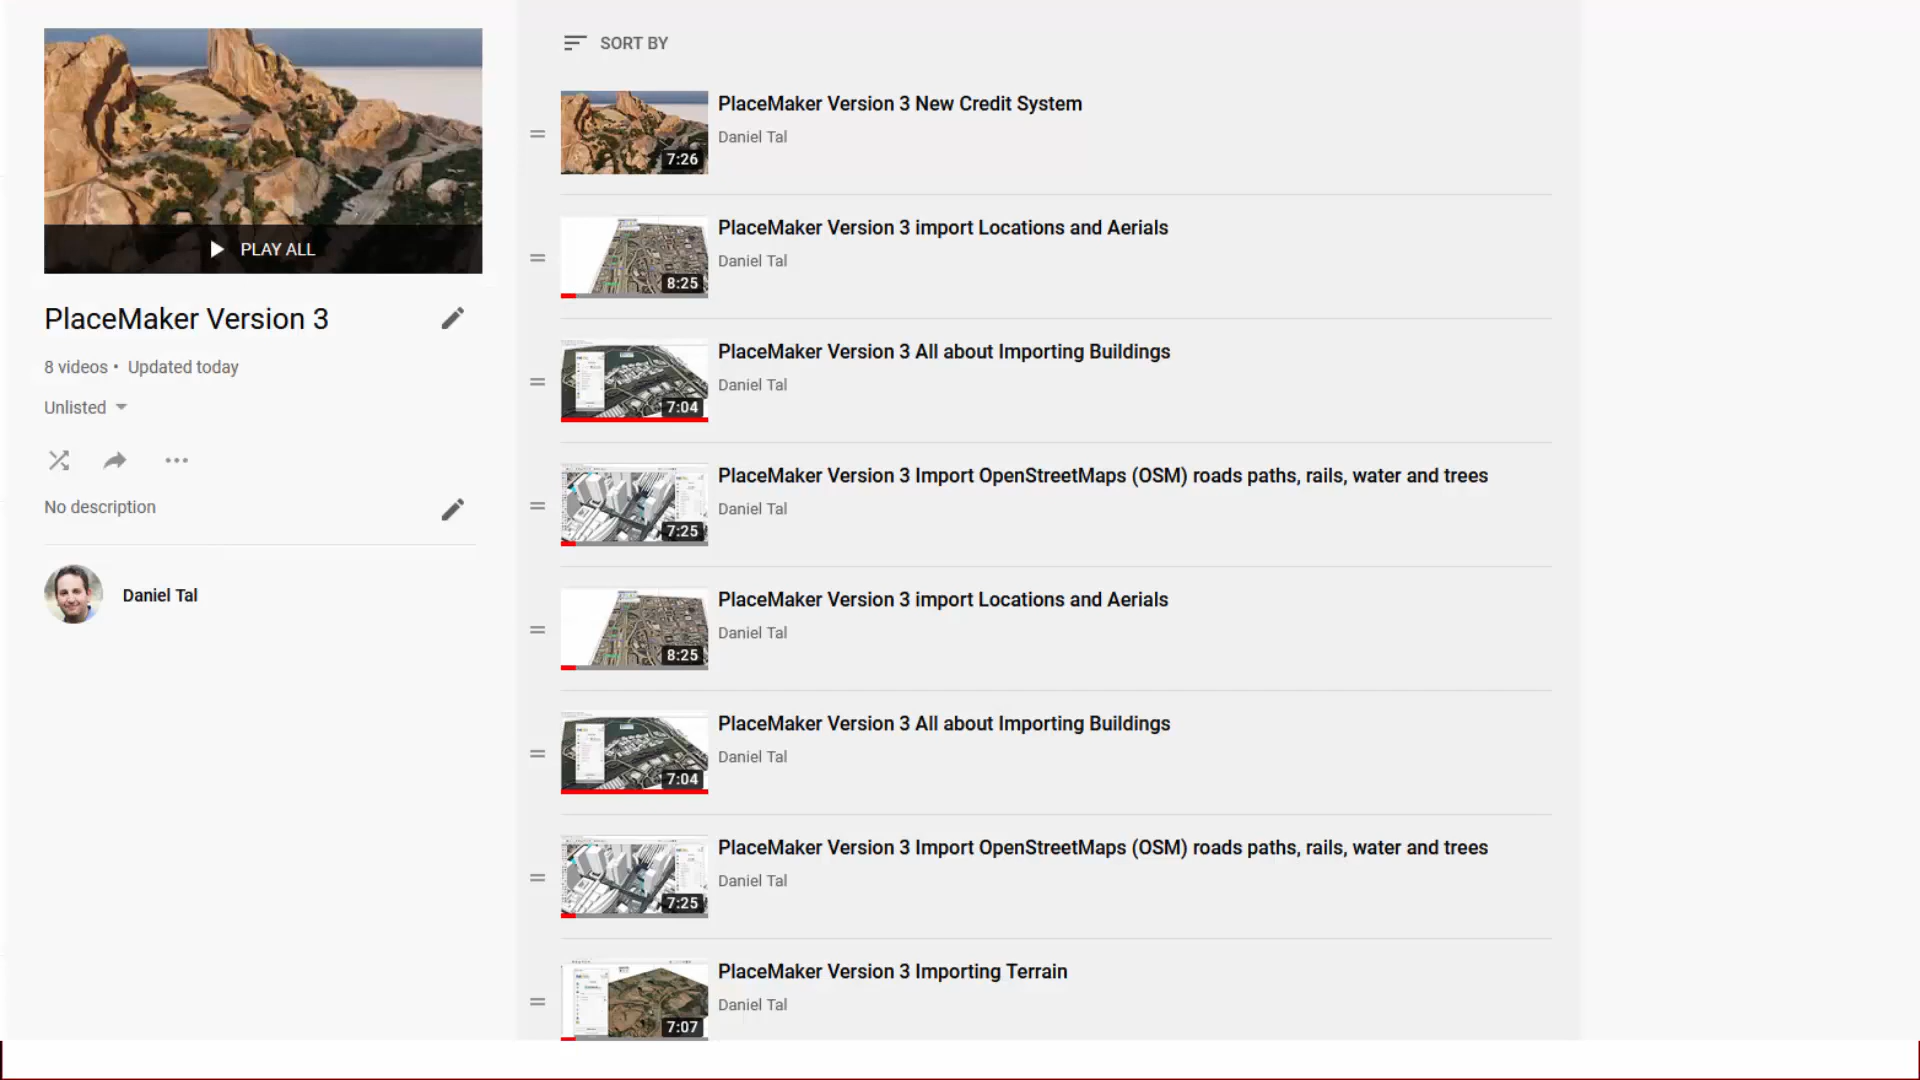 PLAY ALL
PlaceMaker Version 3
8 videos • Updated today
Unlisted
No description
Daniel Tal
SORT BY
PlaceMaker Version 3 New Credit System
Daniel Tal
7:26
PlaceMaker Version 3 import Locations and Aerials
Daniel Tal
8:25
PlaceMaker Version 3 All about Importing Buildings
Daniel Tal
7:04
PlaceMaker Version 3 Import OpenStreetMaps (OSM) roads paths, rails, water and trees
Daniel Tal
7:25
PlaceMaker Version 3 import Locations and Aerials
Daniel Tal
8:25
PlaceMaker Version 3 All about Importing Buildings
Daniel Tal
7:04
PlaceMaker Version 3 Import OpenStreetMaps (OSM) roads paths, rails, water and trees
Daniel Tal
7:25
PlaceMaker Version 3 Importing Terrain
Daniel Tal
7:07